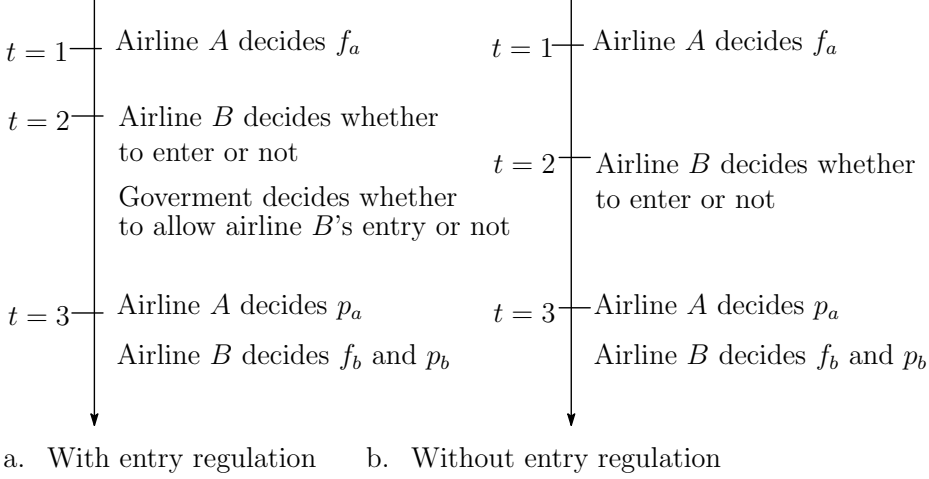 t = 1 Airline A decides f_a
t = 2 Airline B decides whether
to enter or not
Goverment decides whether
to allow airline B's entry or not
t = 3 Airline A decides p_a
Airline B decides f_b and p_b
a. With entry regulation
t = 1 Airline A decides f_a
t = 2 Airline B decides whether
to enter or not
t = 3 Airline A decides p_a
Airline B decides f_b and p_b
b. Without entry regulation